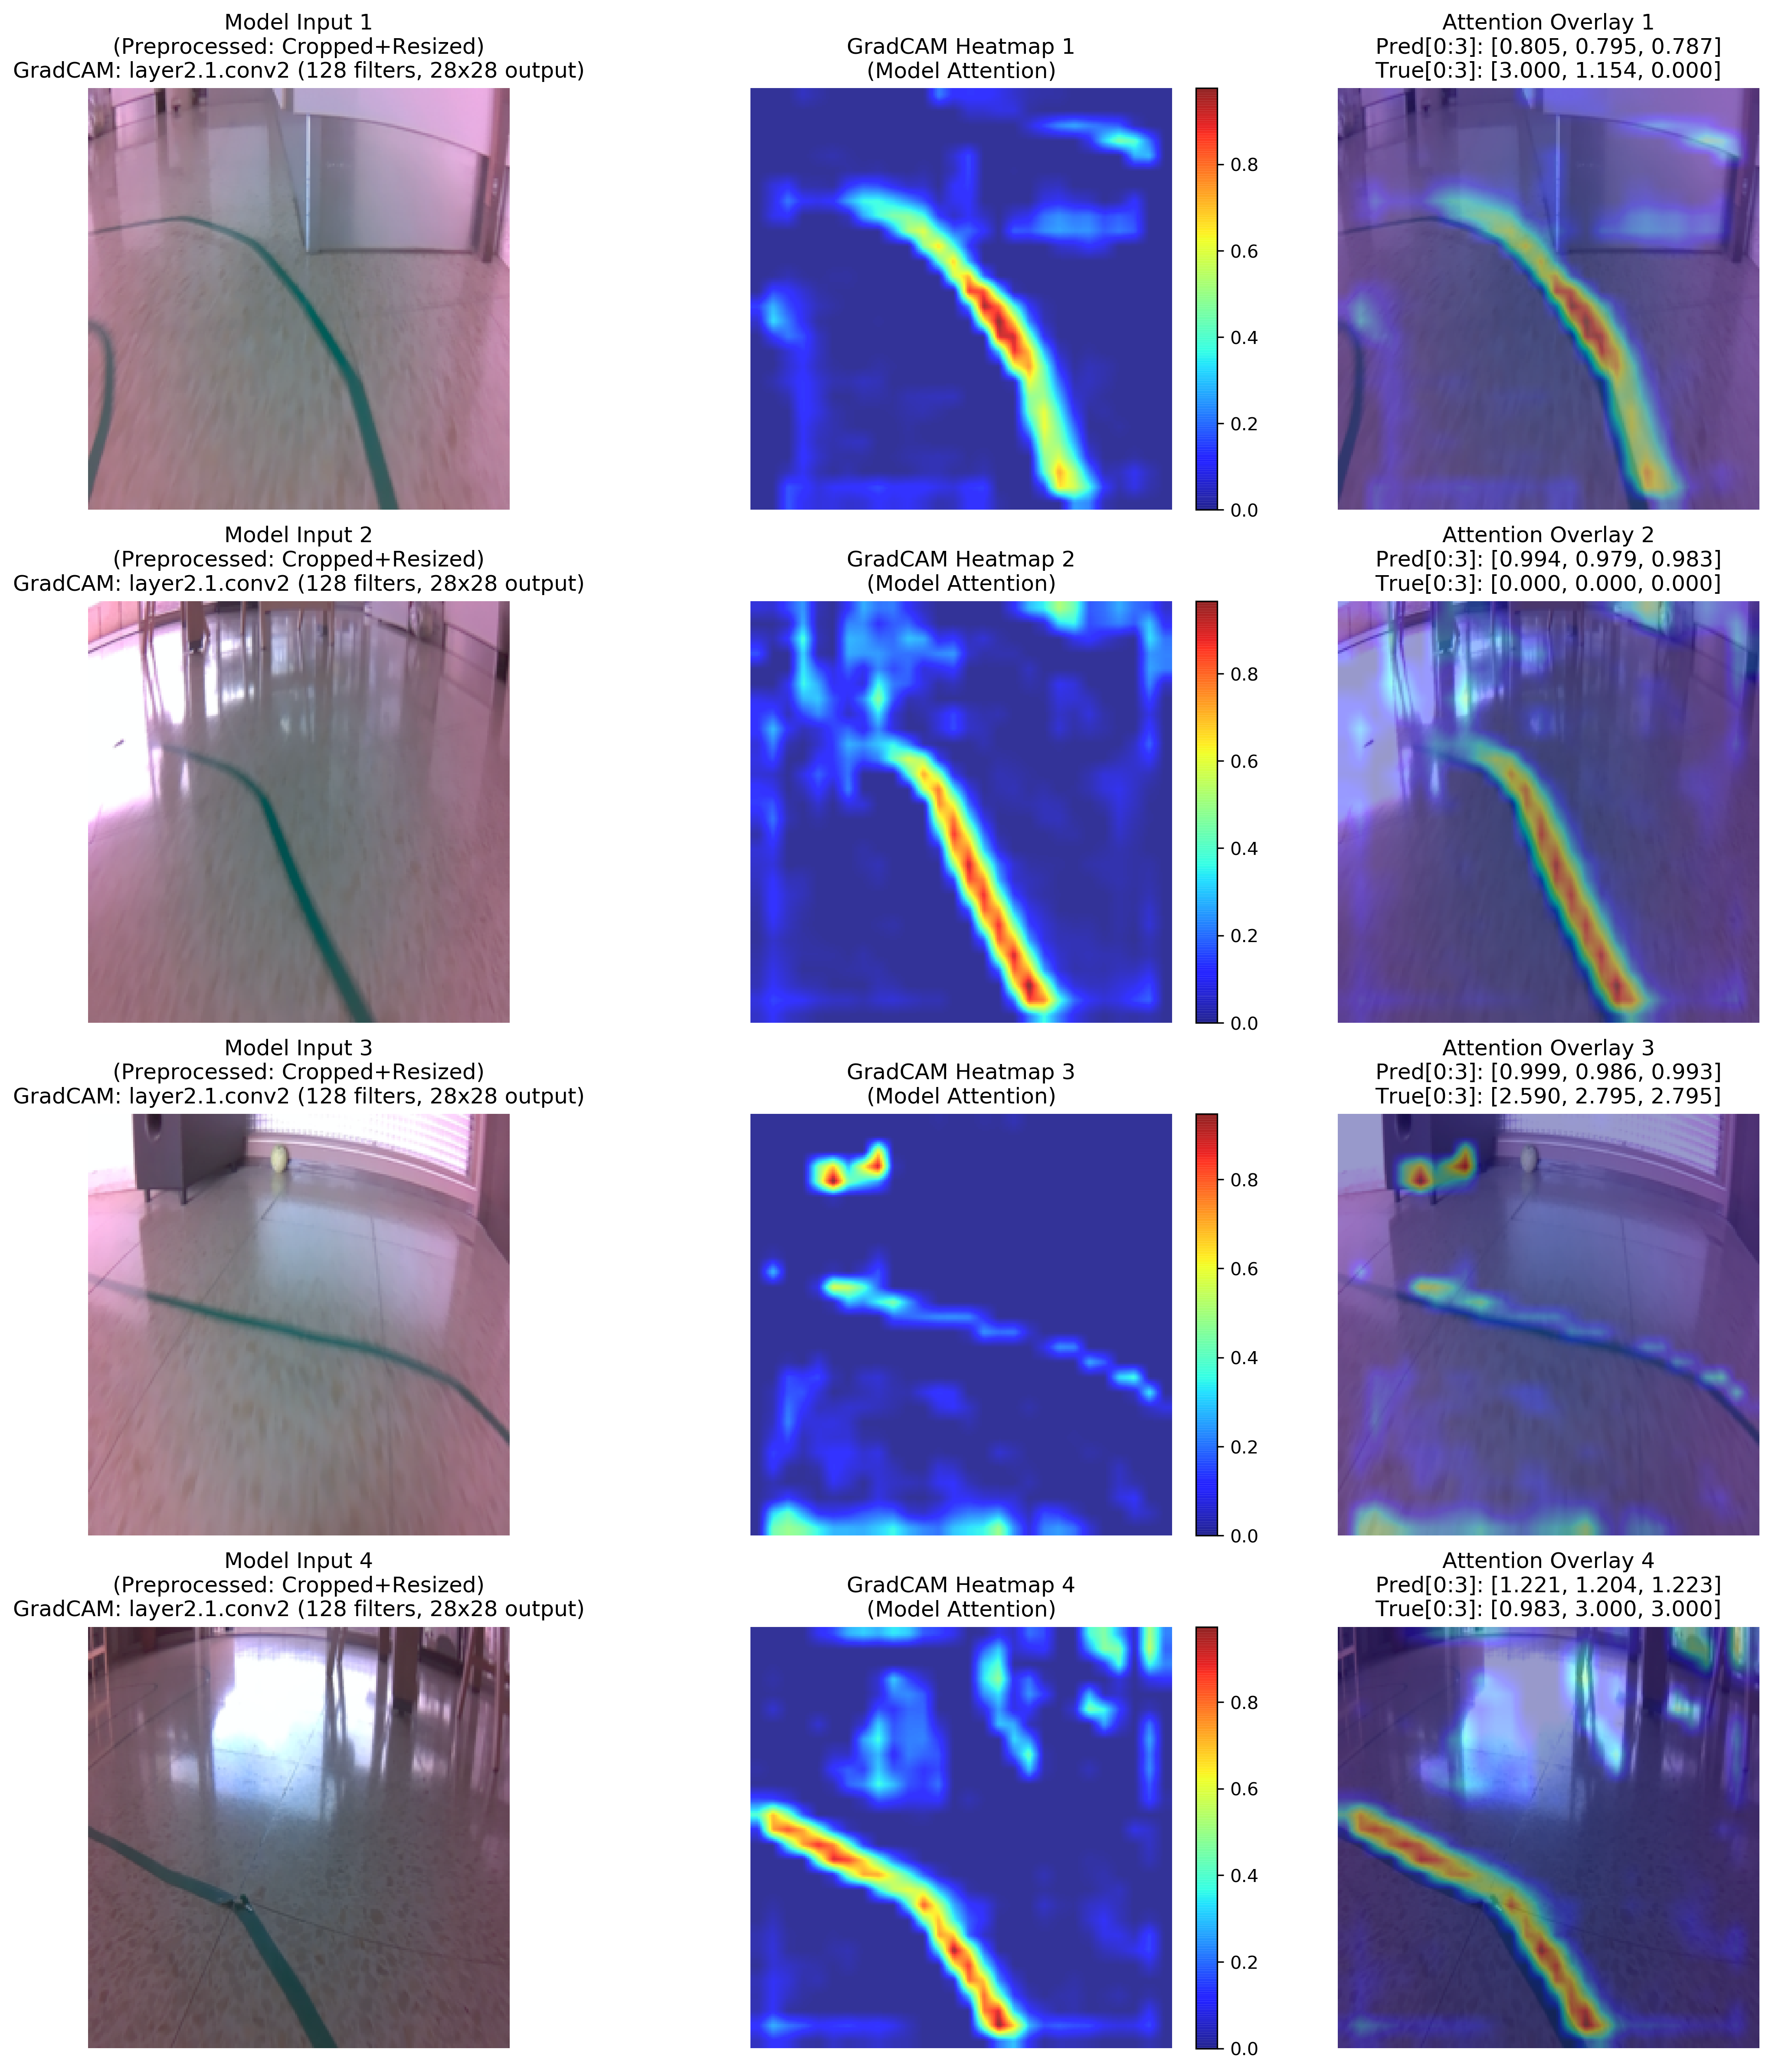 Model Input 1
(Preprocessed: Cropped+Resized)
GradCAM: layer2.1.conv2 (128 filters, 28x28 output)
GradCAM Heatmap 1
(Model Attention)
0.8
0.6
0.4
0.2
0.0
Attention Overlay 1
Pred[0:3]: [0.805, 0.795, 0.787]
True[0:3]: [3.000, 1.154, 0.000]
Model Input 2
(Preprocessed: Cropped+Resized)
GradCAM: layer2.1.conv2 (128 filters, 28x28 output)
GradCAM Heatmap 2
(Model Attention)
0.8
0.6
0.4
0.2
0.0
Attention Overlay 2
Pred[0:3]: [0.994, 0.979, 0.983]
True[0:3]: [0.000, 0.000, 0.000]
Model Input 3
(Preprocessed: Cropped+Resized)
GradCAM: layer2.1.conv2 (128 filters, 28x28 output)
GradCAM Heatmap 3
(Model Attention)
0.8
0.6
0.4
0.2
0.0
Attention Overlay 3
Pred[0:3]: [0.999, 0.986, 0.993]
True[0:3]: [2.590, 2.795, 2.795]
Model Input 4
(Preprocessed: Cropped+Resized)
GradCAM: layer2.1.conv2 (128 filters, 28x28 output)
GradCAM Heatmap 4
(Model Attention)
0.8
0.6
0.4
0.2
0.0
Attention Overlay 4
Pred[0:3]: [1.221, 1.204, 1.223]
True[0:3]: [0.983, 3.000, 3.000]